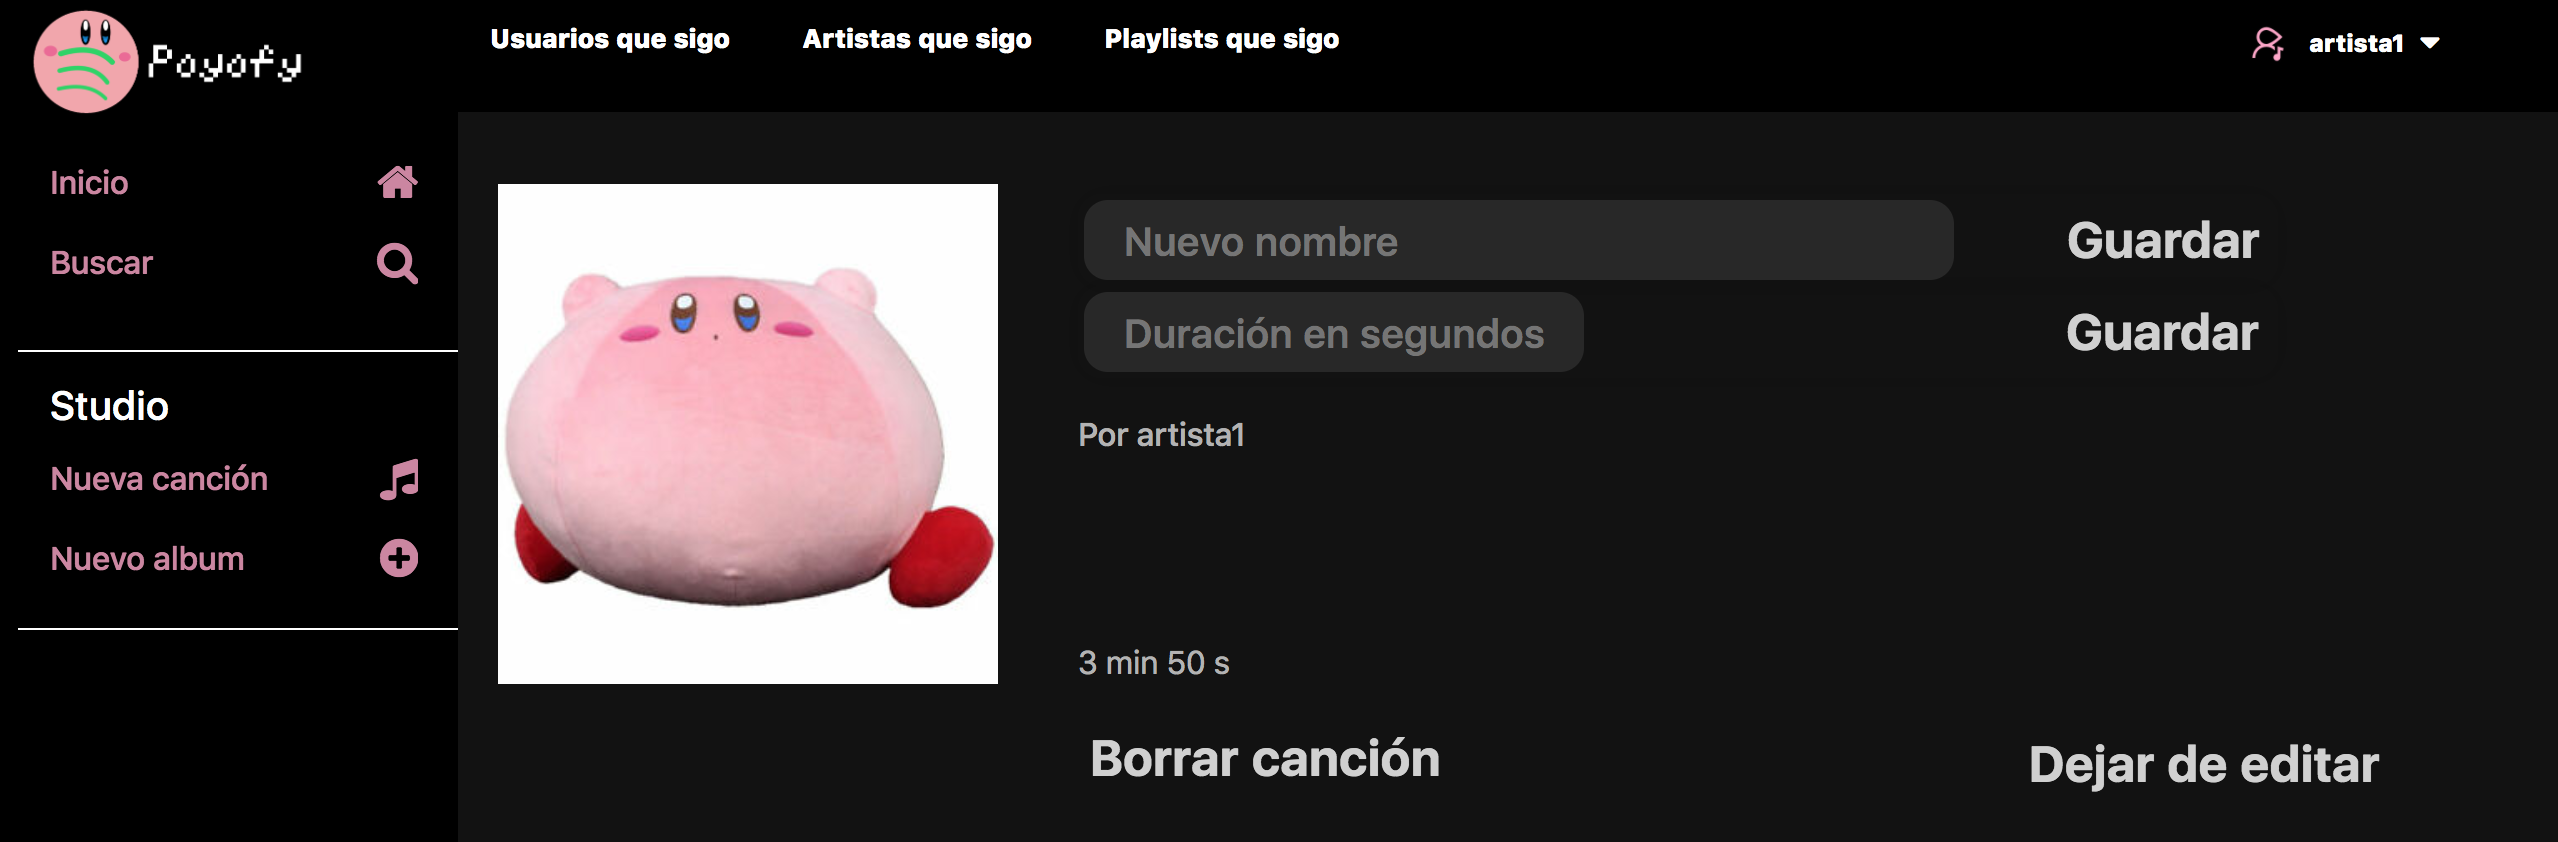 Poyofy
Usuarios que sigo
Artistas que sigo
Playlists que sigo
artista1
Inicio
Buscar
Studio
Nueva canción
Nuevo album
Nuevo nombre
Guardar
Duración en segundos
Guardar
Por artista1
3 min 50 s
Borrar canción
Dejar de editar